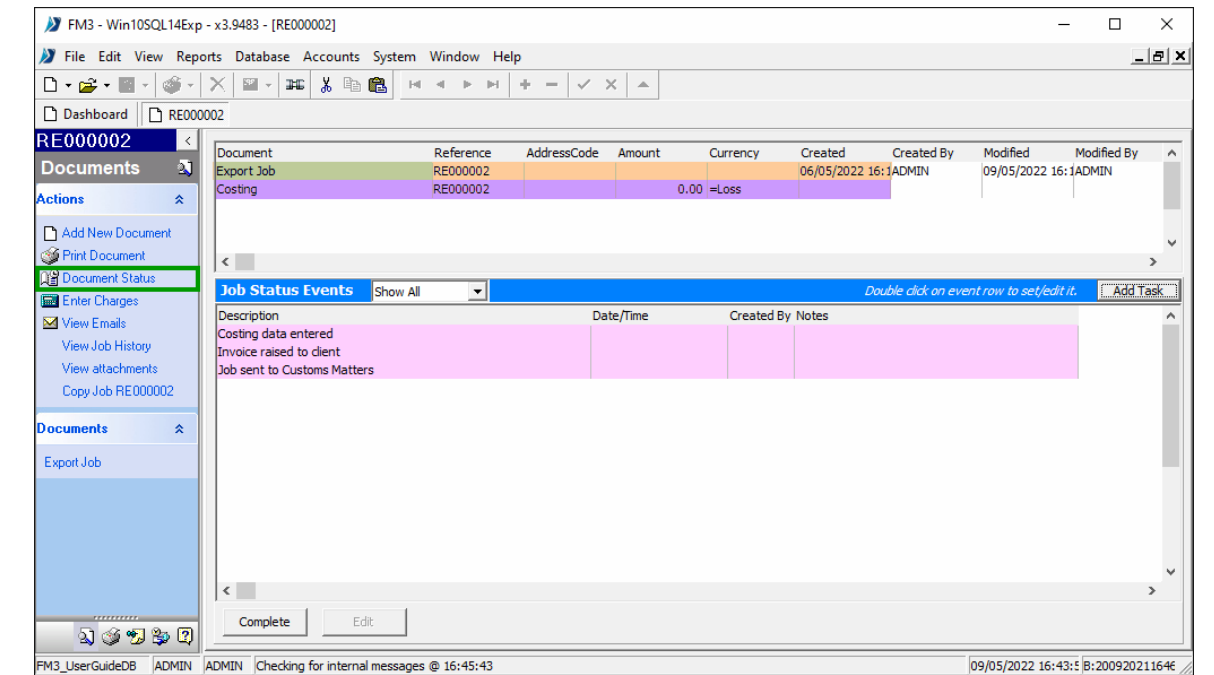 FM3 - Win10SQL14Exp - x3.9483 - [RE000002]
File Edit View Reports Database Accounts System Window Help
Dashboard RE000002
RE000002
Documents
Actions
Add New Document
Print Document
Document Status
Enter Charges
View Emails
View Job History
View attachments
Copy Job RE000002
Documents
Export Job
Document Reference AddressCode Amount Currency Created Created By Modified Modified By
Export Job RE000002 06/05/2022 16:1 ADMIN 09/05/2022 16:1 ADMIN
Costing RE000002 0.00 =Loss
Job Status Events Show All Double click on event row to set/edit it. Add Task
Description Date/Time Created By Notes
Costing data entered
Invoice raised to client
Job sent to Customs Matters
Complete Edit
FM3_UserGuideDB ADMIN ADMIN Checking for internal messages @ 16:45:43 09/05/2022 16:43:5 B:20092021164